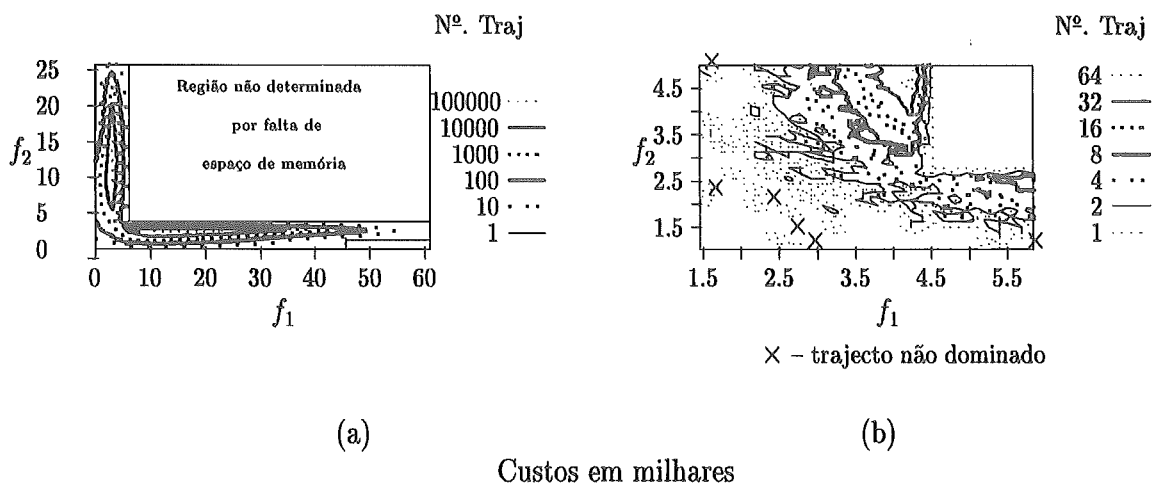 Nº. Traj
25
20
15
10
5
0
f2
Região não determinada
por falta de
espaço de memória
100000
10000
1000
100
10
1
0 10 20 30 40 50 60
f1
(a)
Nº. Traj
4.5
3.5
2.5
1.5
f2
64
32
16
8
4
2
1
1.5 2.5 3.5 4.5 5.5
f1
× – trajecto não dominado
(b)
Custos em milhares